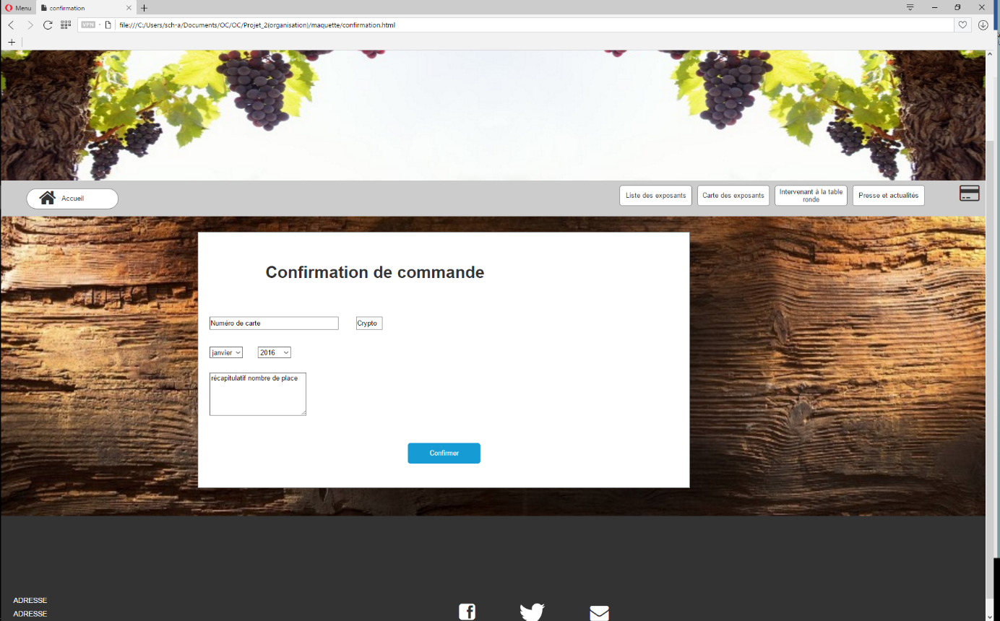 Menu
confirmation
VPN
file:///C:/Users/sch-a/Documents/OC/OC/Projet_2(organisation)/maquette/confirmation.html
Accueil
Liste des exposants
Carte des exposants
Intervenant à la table
ronde
Presse et actualités
Confirmation de commande
Numéro de carte
Crypto
janvier
2016
récapitulatif nombre de place
Confirmer
ADRESSE
ADRESSE